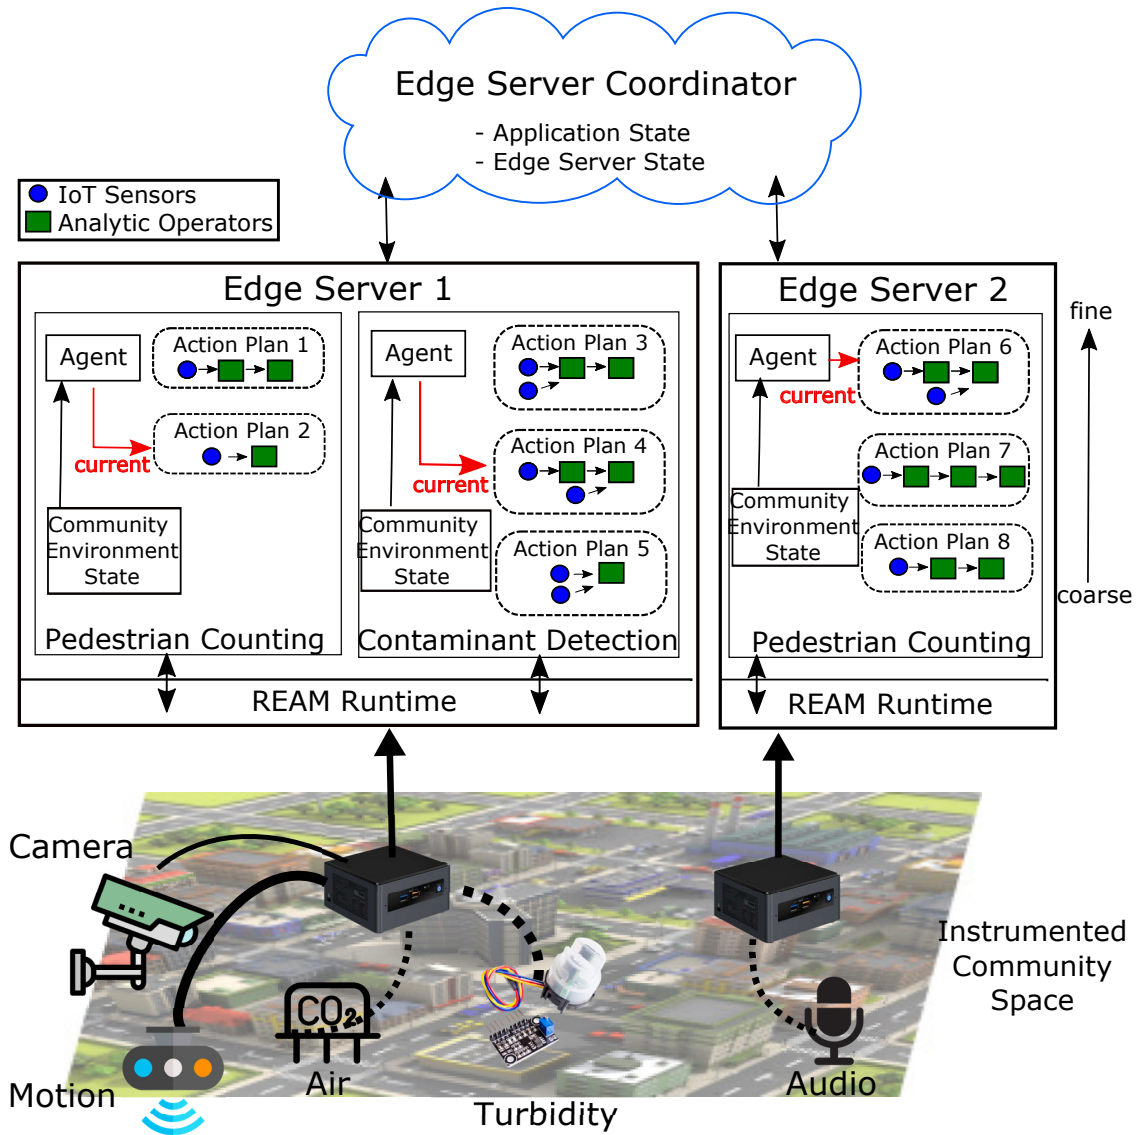 Edge Server Coordinator
- Application State
- Edge Server State
IoT Sensors
Analytic Operators
Edge Server 1
Agent
Action Plan 1
Action Plan 2
current
Community
Environment
State
Pedestrian Counting
Agent
Action Plan 3
Action Plan 4
current
Action Plan 5
Community
Environment
State
Contaminant Detection
REAM Runtime
Edge Server 2
Agent
Action Plan 6
current
Action Plan 7
Community
Environment
State
Action Plan 8
Pedestrian Counting
REAM Runtime
fine
coarse
Camera
Motion
CO2
Air
Turbidity
Audio
Instrumented
Community
Space